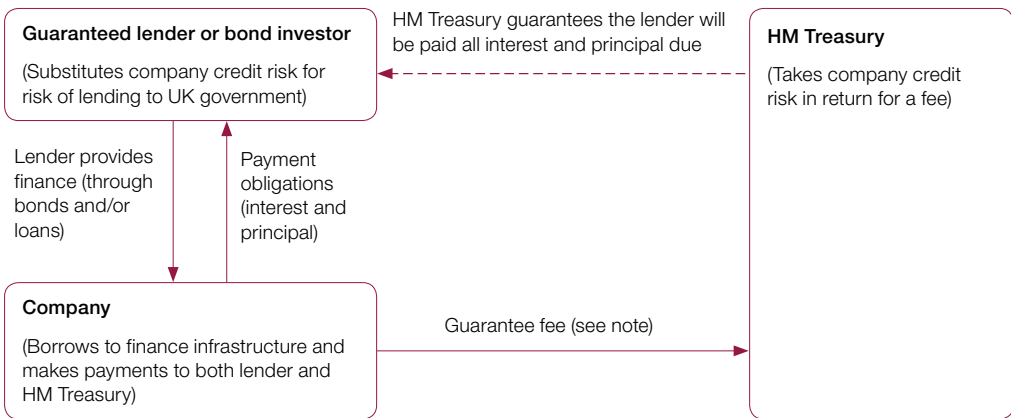 Guaranteed lender or bond investor
(Substitutes company credit risk for
risk of lending to UK government)
HM Treasury guarantees the lender will
be paid all interest and principal due
HM Treasury
(Takes company credit
risk in return for a fee)
Lender provides
finance (through
bonds and/or
loans)
Payment
obligations
(interest and
principal)
Company
(Borrows to finance infrastructure and
makes payments to both lender and
HM Treasury)
Guarantee fee (see note)